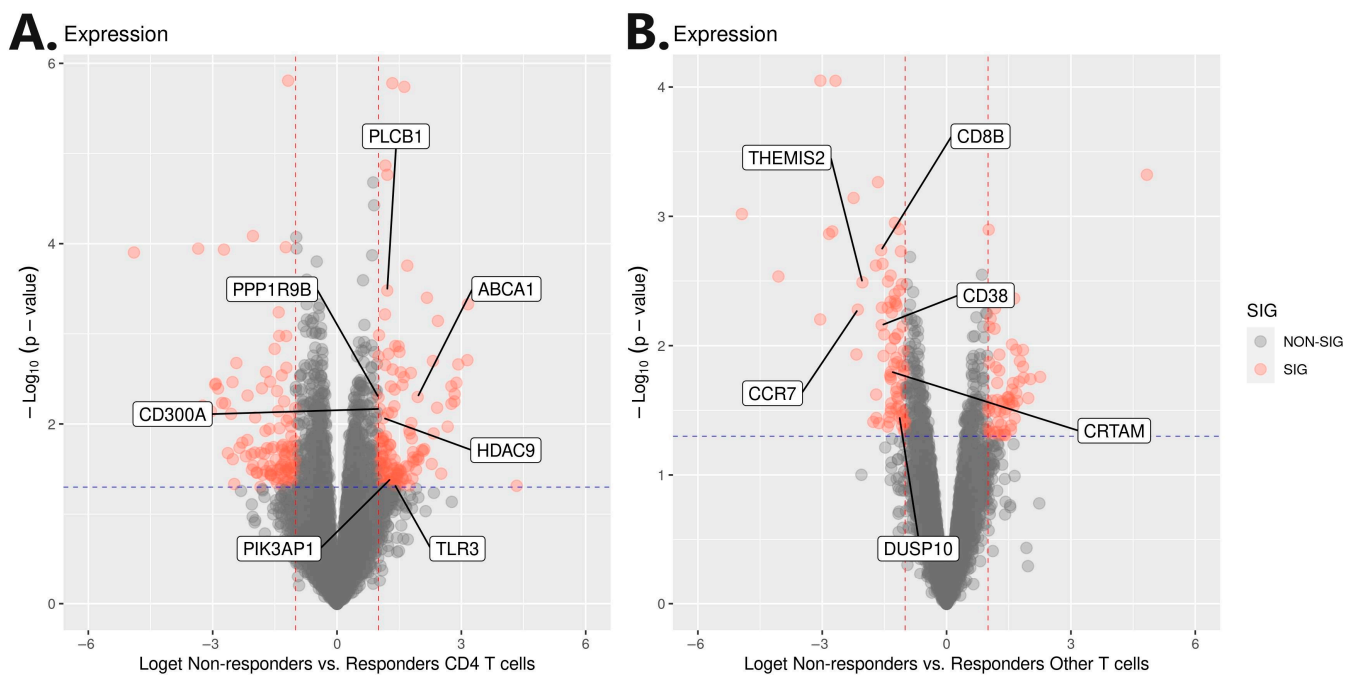 A. Expression
6
4
2
0
− Log10 (p − value)
PLCB1
PPP1R9B
ABCA1
CD300A
HDAC9
PIK3AP1
TLR3
−6 −3 0 3 6
Loget Non-responders vs. Responders CD4 T cells
B. Expression
4
3
2
1
0
− Log10 (p − value)
CD8B
THEMIS2
CD38
CCR7
CRTAM
DUSP10
−6 −3 0 3 6
Loget Non-responders vs. Responders Other T cells
SIG
NON-SIG
SIG